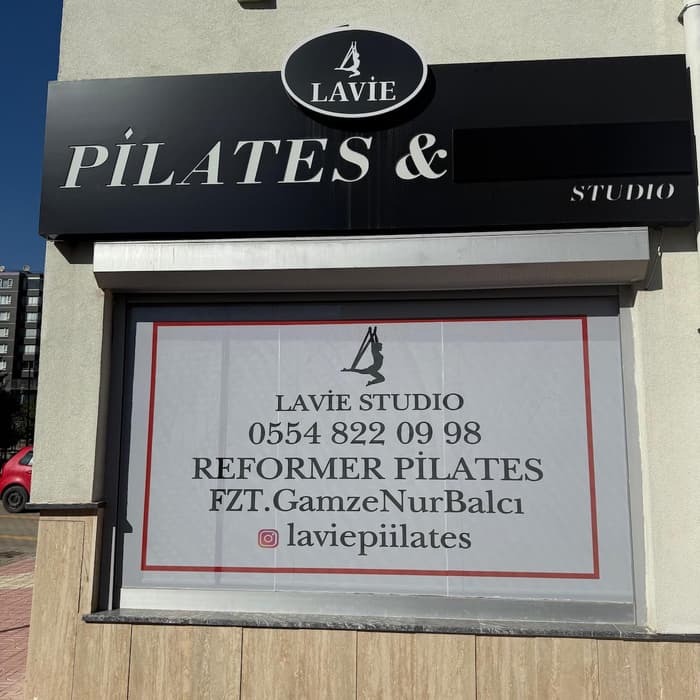 LAVİE
PİLATES &
STUDIO
LAVİE STUDIO
0554 822 09 98
REFORMER PİLATES
FZT.GamzeNurBalcı
laviepiilates